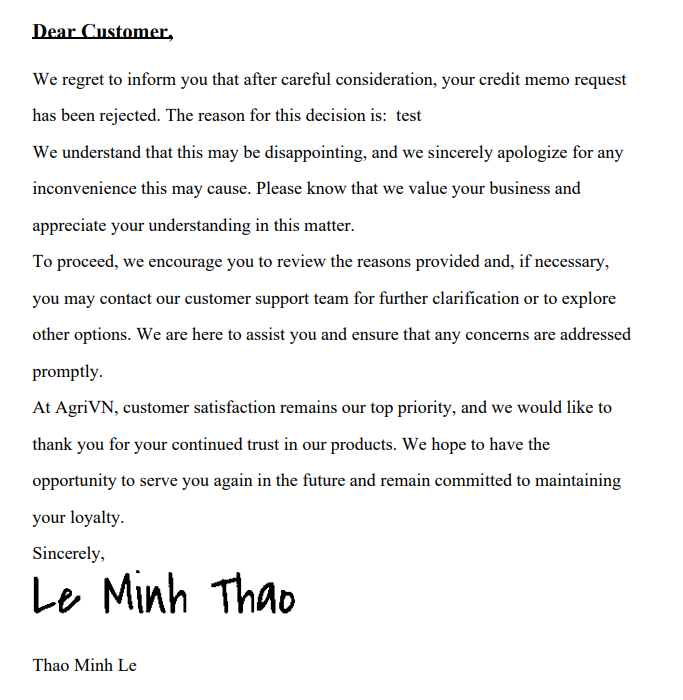 Dear Customer,
We regret to inform you that after careful consideration, your credit memo request
has been rejected. The reason for this decision is:  test
We understand that this may be disappointing, and we sincerely apologize for any
inconvenience this may cause. Please know that we value your business and
appreciate your understanding in this matter.
To proceed, we encourage you to review the reasons provided and, if necessary,
you may contact our customer support team for further clarification or to explore
other options. We are here to assist you and ensure that any concerns are addressed
promptly.
At AgriVN, customer satisfaction remains our top priority, and we would like to
thank you for your continued trust in our products. We hope to have the
opportunity to serve you again in the future and remain committed to maintaining
your loyalty.
Sincerely,
Le Minh Thao
Thao Minh Le